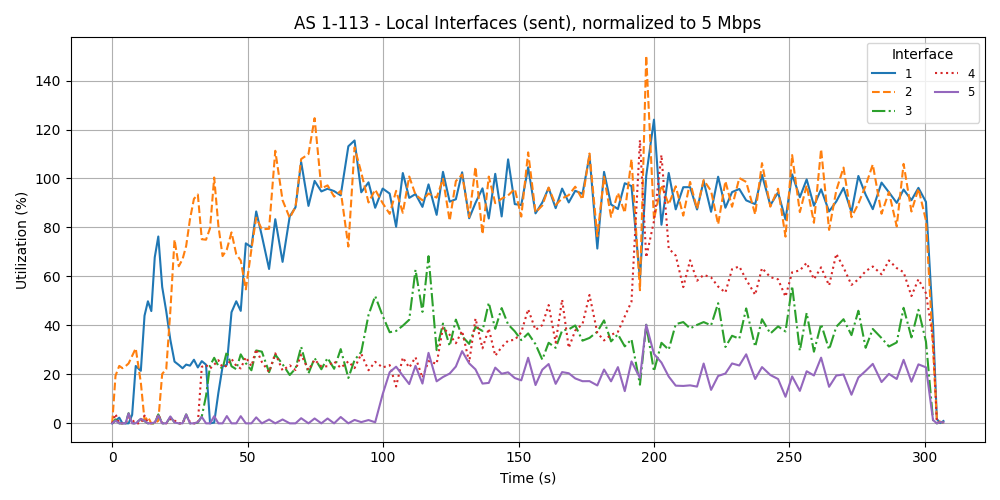 AS 1-113 - Local Interfaces (sent), normalized to 5 Mbps
Utilization (%)
140
120
100
80
60
40
20
0
0 50 100 150 200 250 300
Time (s)
Interface
1 4
2 5
3